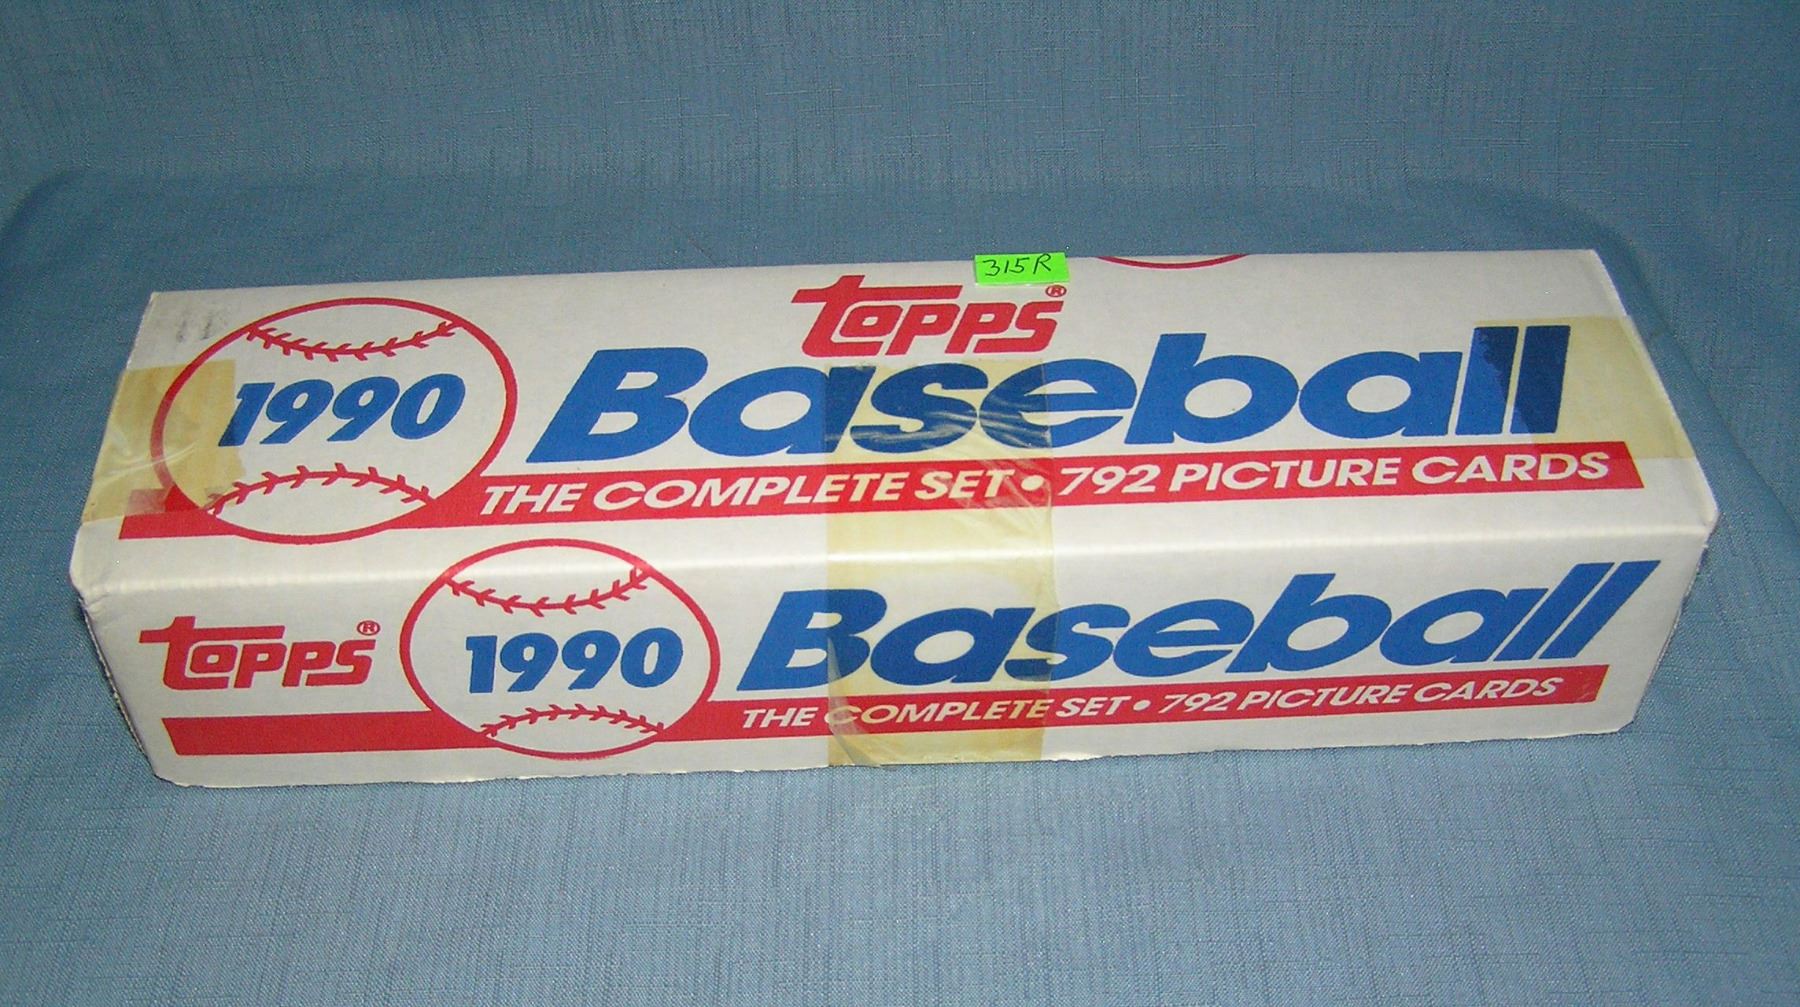 315R
Topps®
1990
Baseball
THE COMPLETE SET • 792 PICTURE CARDS
Topps®
1990
Baseball
THE COMPLETE SET • 792 PICTURE CARDS